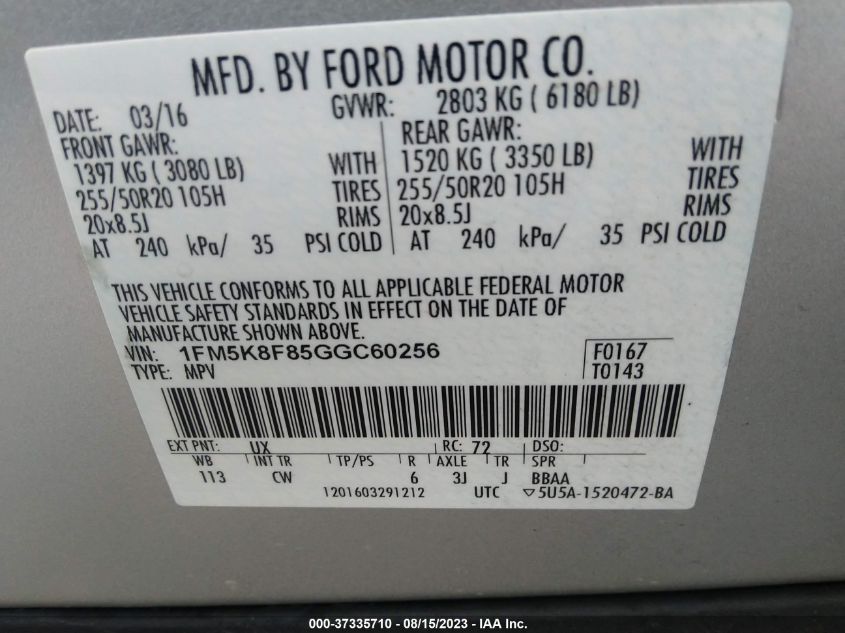 MFD. BY FORD MOTOR CO.
DATE: 03/16 GVWR: 2803 KG ( 6180 LB)
FRONT GAWR: REAR GAWR:
1397 KG ( 3080 LB) WITH 1520 KG ( 3350 LB) WITH
255/50R20 105H TIRES 255/50R20 105H TIRES
20x8.5J RIMS 20x8.5J RIMS
AT 240 kPa/ 35 PSI COLD AT 240 kPa/ 35 PSI COLD
THIS VEHICLE CONFORMS TO ALL APPLICABLE FEDERAL MOTOR
VEHICLE SAFETY STANDARDS IN EFFECT ON THE DATE OF
MANUFACTURE SHOWN ABOVE.
VIN: 1FM5K8F85GGC60256 F0167
TYPE: MPV T0143
EXT PNT: UX RC: 72 DSO:
WB INT TR TP/PS R AXLE TR SPR
113 CW 6 3J J BBAA
1201603291212 UTC ▽5U5A-1520472-BA
000-37335710 - 08/15/2023 - IAA Inc.